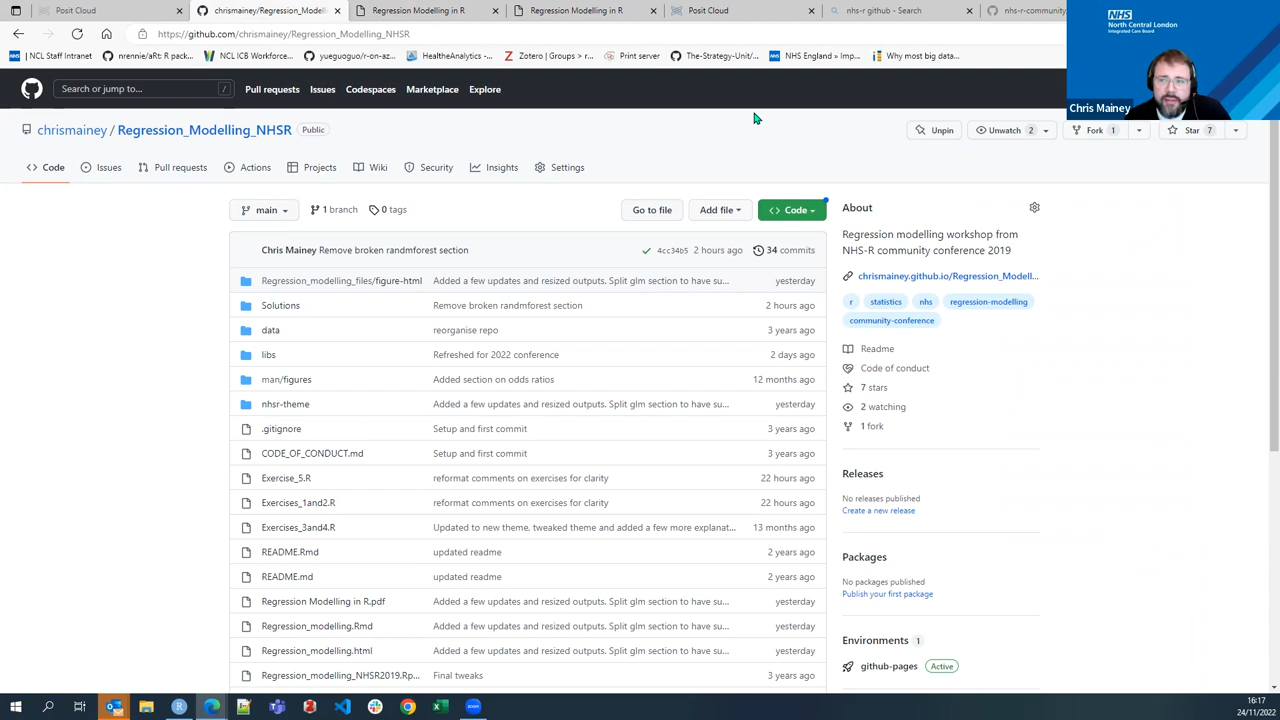 Posit Cloud
chrismainey/Regression_Modell
Regression Modelling in R
Regression Modelling in R
Posit Cloud
nhs-r github - Search
nhs-r-community
https://github.com/chrismainey/Regression_Modelling_NHSR
NCL Staff Intranet
nrennie/aRt: R pack...
NCL ICB Workforce...
yueguoguo/r-on-az...
HealtheAnalytics -...
Zotero | Groups > r...
Print server
The-Strategy-Unit/...
NHS England » Imp...
Why most big data...
NHS
North Central London
Integrated Care Board
Chris Mainey
Search or jump to...
/
Pull requests
Issues
Codespaces
Marketplace
Explore
chrismainey / Regression_Modelling_NHSR
Public
Unpin
Unwatch 2
Fork 1
Star 7
Code
Issues
Pull requests
Actions
Projects
Wiki
Security
Insights
Settings
main
1 branch
0 tags
Go to file
Add file
Code
Chris Mainey Remove broken randmforest section
4cc34b5 2 hours ago
34 commits
Regression_modelling_files/figure-html Added a few updates and resized outputs. Split glm section to have su... yesterday
Solutions Remove broken randmforest section 2 hours ago
data reorganise repo 3 years ago
libs Refreshed for 2022 conference 2 days ago
man/figures Added section on odds ratios 12 months ago
nhsr-theme Added a few updates and resized outputs. Split glm section to have su... yesterday
.gitignore Setup and first commit 3 years ago
CODE_OF_CONDUCT.md Setup and first commit 3 years ago
Exercise_5.R reformat comments on exercises for clarity 22 hours ago
Exercises_1and2.R reformat comments on exercises for clarity 22 hours ago
Exercises_3and4.R Updated to new theme, tweaked theme and added a few more explanat... 13 months ago
README.Rmd updated readme 2 years ago
README.md updated readme 2 years ago
Regression Modelling in R.pdf Added a few updates and resized outputs. Split glm section to have su... yesterday
Regression_modelling.Rmd Added a few updates and resized outputs. Split glm section to have su... yesterday
Regression_modelling.html Added a few updates and resized outputs. Split glm section to have su... yesterday
Regression_modelling_NHSR2019.Rp... Final tweaks 3 years ago
About
Regression modelling workshop from
NHS-R community conference 2019
chrismainey.github.io/Regression_Modell...
r
statistics
nhs
regression-modelling
community-conference
Readme
Code of conduct
7 stars
2 watching
1 fork
Releases
No releases published
Create a new release
Packages
No packages published
Publish your first package
Environments 1
github-pages
Active
16:17
24/11/2022